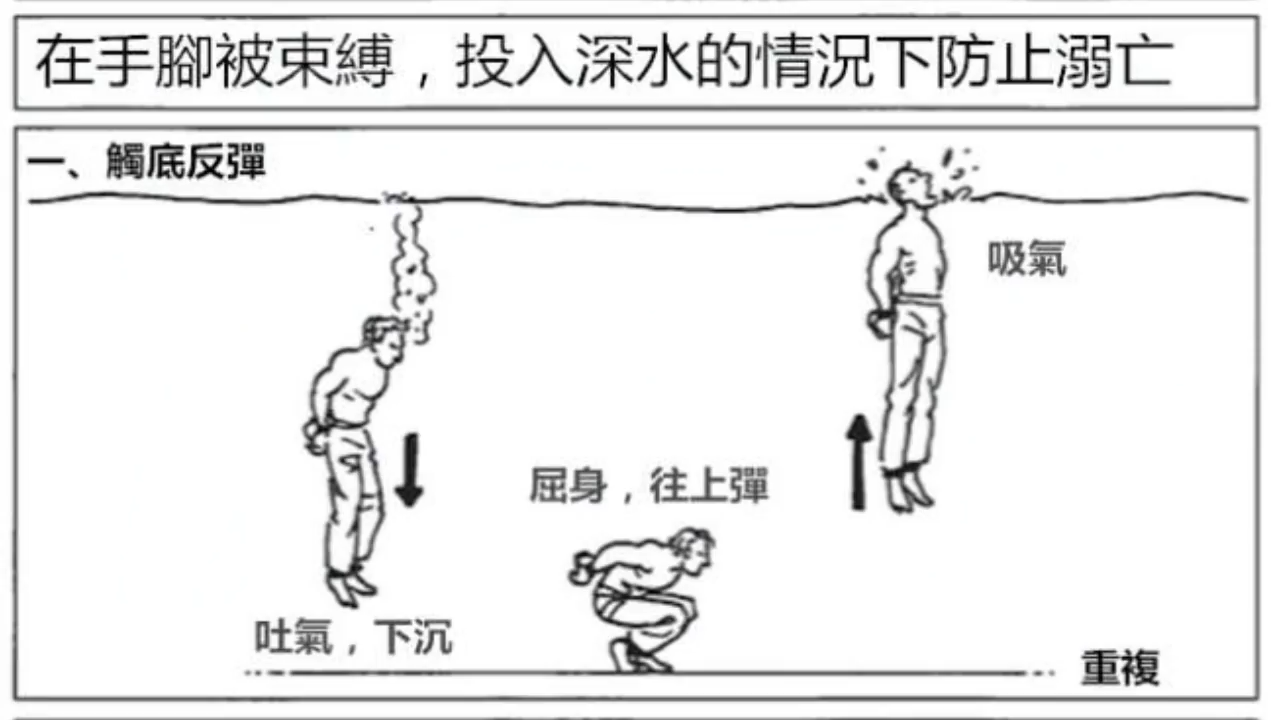 在手腳被束縛，投入深水的情況下防止溺亡
一、觸底反彈
吸氣
屈身，往上彈
吐氣，下沉
重複